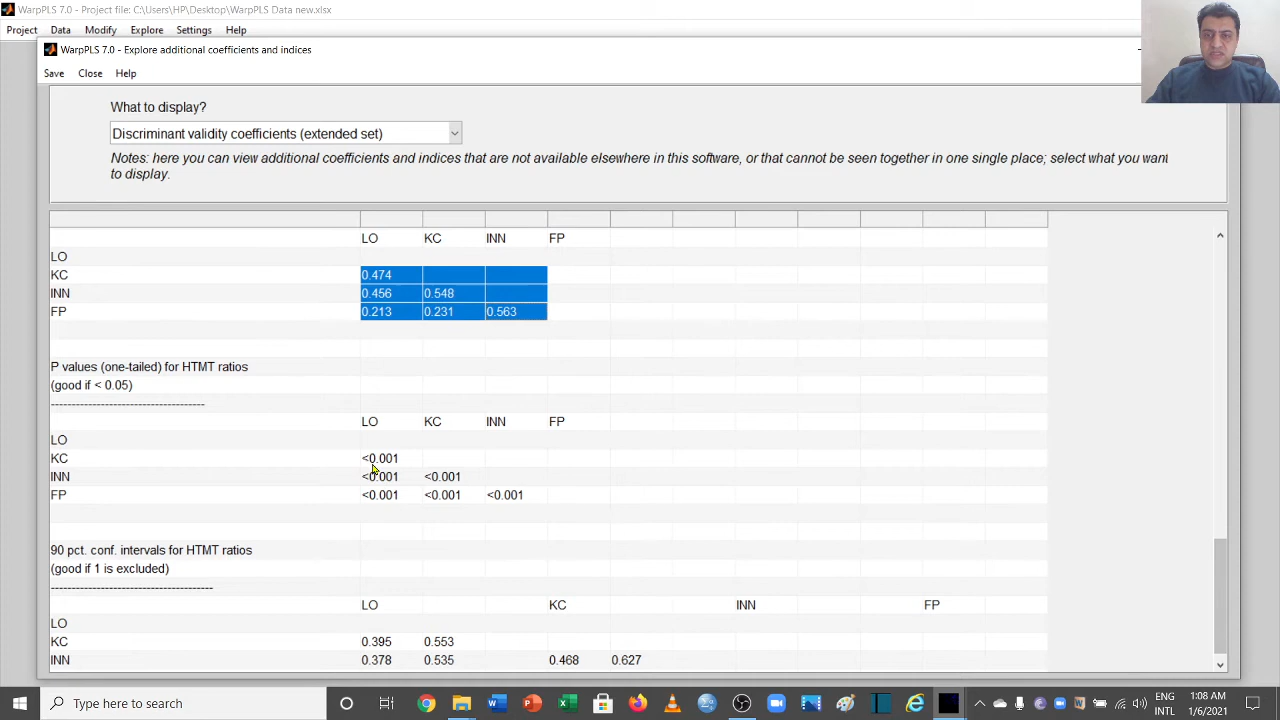 WarpPLS 7.0 - Project file: C:\Users\HP\Desktop\WarpPLS Data new.xlsx
Project Data Modify Explore Settings Help
WarpPLS 7.0 - Explore additional coefficients and indices
Save Close Help
What to display?
Discriminant validity coefficients (extended set)
Notes: here you can view additional coefficients and indices that are not available elsewhere in this software, or that cannot be seen together in one single place; select what you want
to display.
LO KC INN FP
LO
KC 0.474
INN 0.456 0.548
FP 0.213 0.231 0.563
P values (one-tailed) for HTMT ratios
(good if < 0.05)
------------------------------------
LO KC INN FP
LO
KC <0.001
INN <0.001 <0.001
FP <0.001 <0.001 <0.001
90 pct. conf. intervals for HTMT ratios
(good if 1 is excluded)
--------------------------------------
LO KC INN FP
LO
KC 0.395 0.553
INN 0.378 0.535 0.468 0.627
Type here to search
ENG 1:08 AM
INTL 1/6/2021